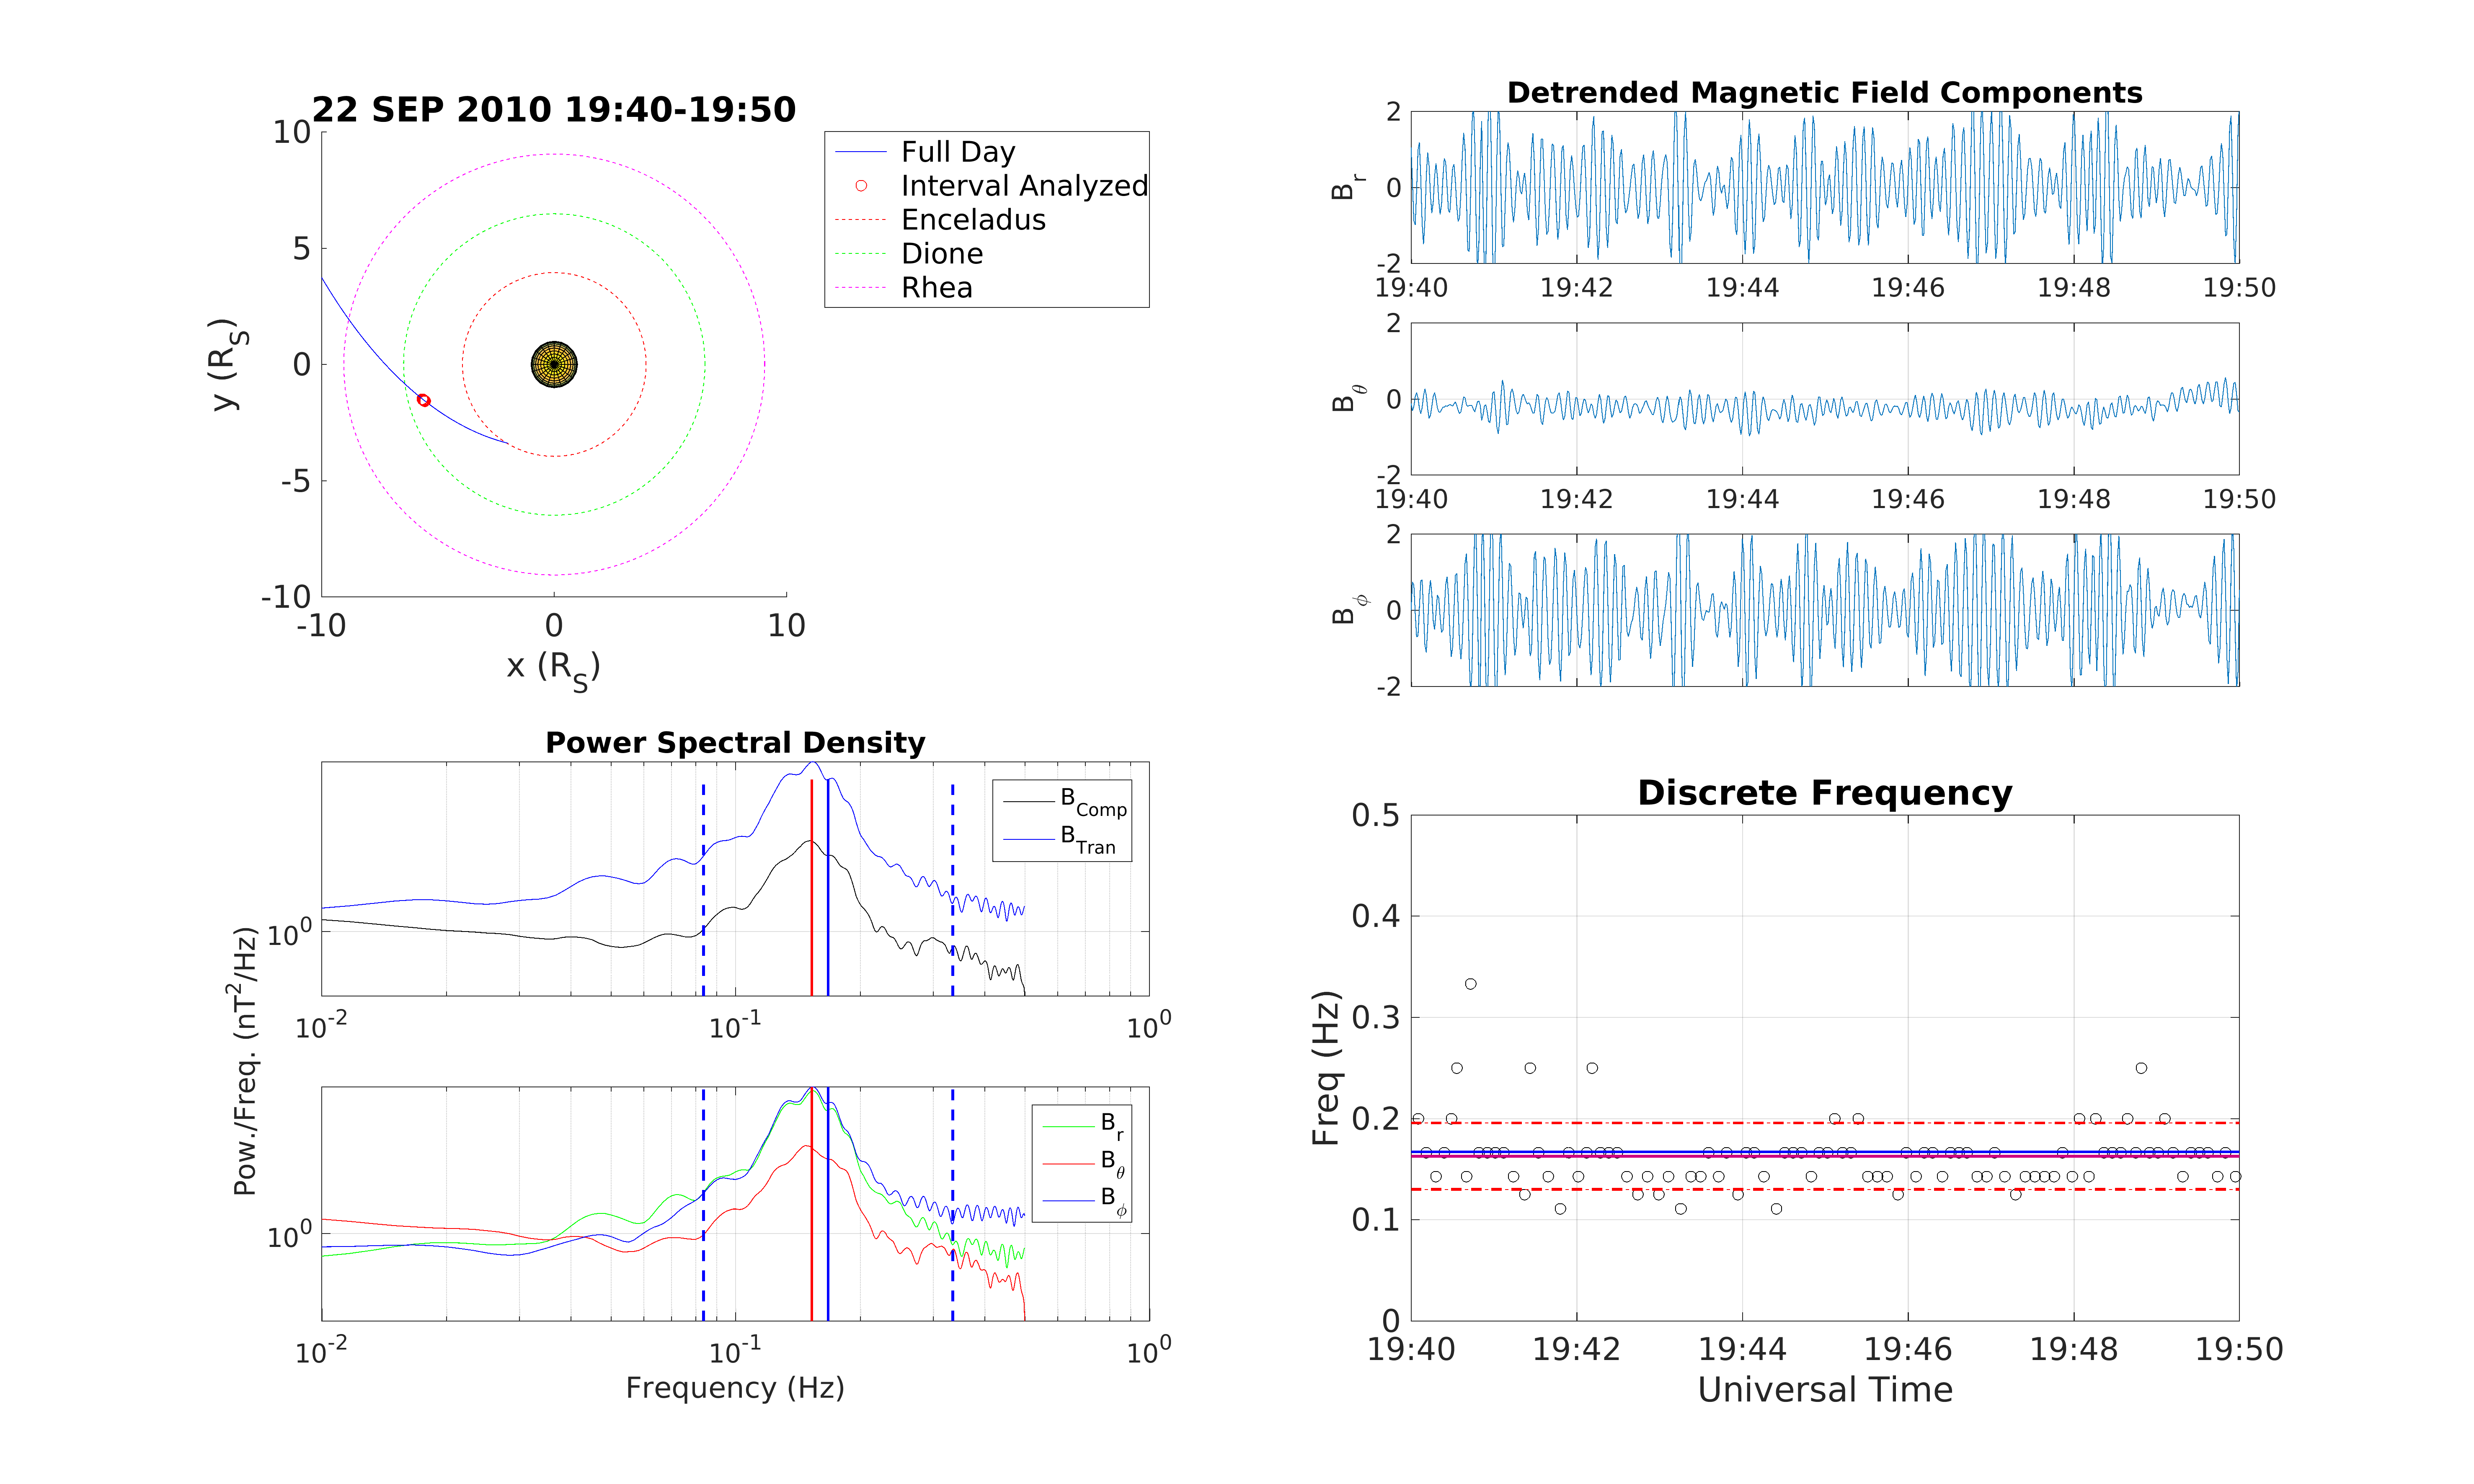 22 SEP 2010 19:40-19:50
10
5
0
-5
-10
-10 0 10
y (R_S)
x (R_S)
Full Day
Interval Analyzed
Enceladus
Dione
Rhea
Detrended Magnetic Field Components
2
0
-2
B_r
19:40 19:42 19:44 19:46 19:48 19:50
2
0
-2
B_θ
19:40 19:42 19:44 19:46 19:48 19:50
2
0
-2
B_ϕ
Power Spectral Density
B_Comp
B_Tran
10^0
10^-2 10^-1 10^0
Pow./Freq. (nT^2/Hz)
B_r
B_θ
B_ϕ
10^0
10^-2 10^-1 10^0
Frequency (Hz)
Discrete Frequency
0.5
0.4
0.3
0.2
0.1
0
Freq (Hz)
19:40 19:42 19:44 19:46 19:48 19:50
Universal Time